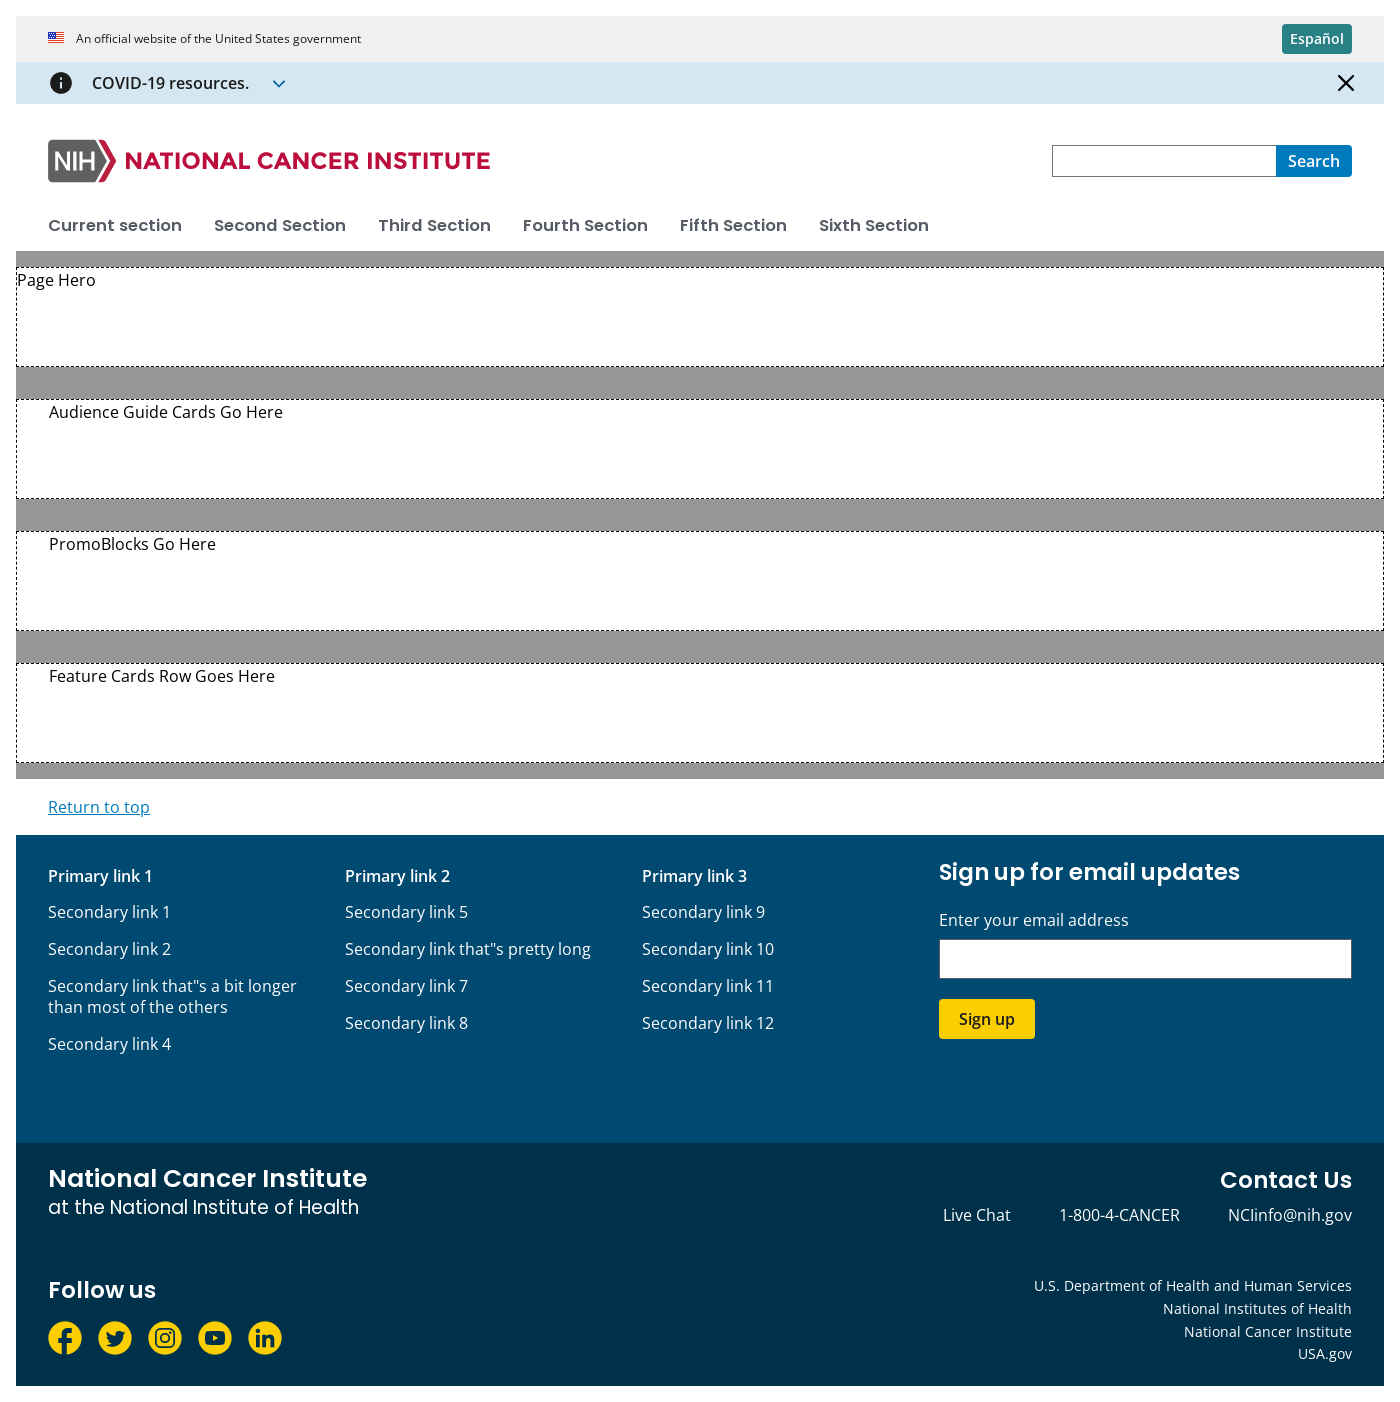 An official website of the United States government
Español
COVID-19 resources.
NIH NATIONAL CANCER INSTITUTE
Search
Current section Second Section Third Section Fourth Section Fifth Section Sixth Section
Page Hero
Audience Guide Cards Go Here
PromoBlocks Go Here
Feature Cards Row Goes Here
Return to top
Primary link 1
Secondary link 1
Secondary link 2
Secondary link that"s a bit longer
than most of the others
Secondary link 4
Primary link 2
Secondary link 5
Secondary link that"s pretty long
Secondary link 7
Secondary link 8
Primary link 3
Secondary link 9
Secondary link 10
Secondary link 11
Secondary link 12
Sign up for email updates
Enter your email address
Sign up
National Cancer Institute
at the National Institute of Health
Contact Us
Live Chat 1-800-4-CANCER NCIinfo@nih.gov
Follow us
U.S. Department of Health and Human Services
National Institutes of Health
National Cancer Institute
USA.gov